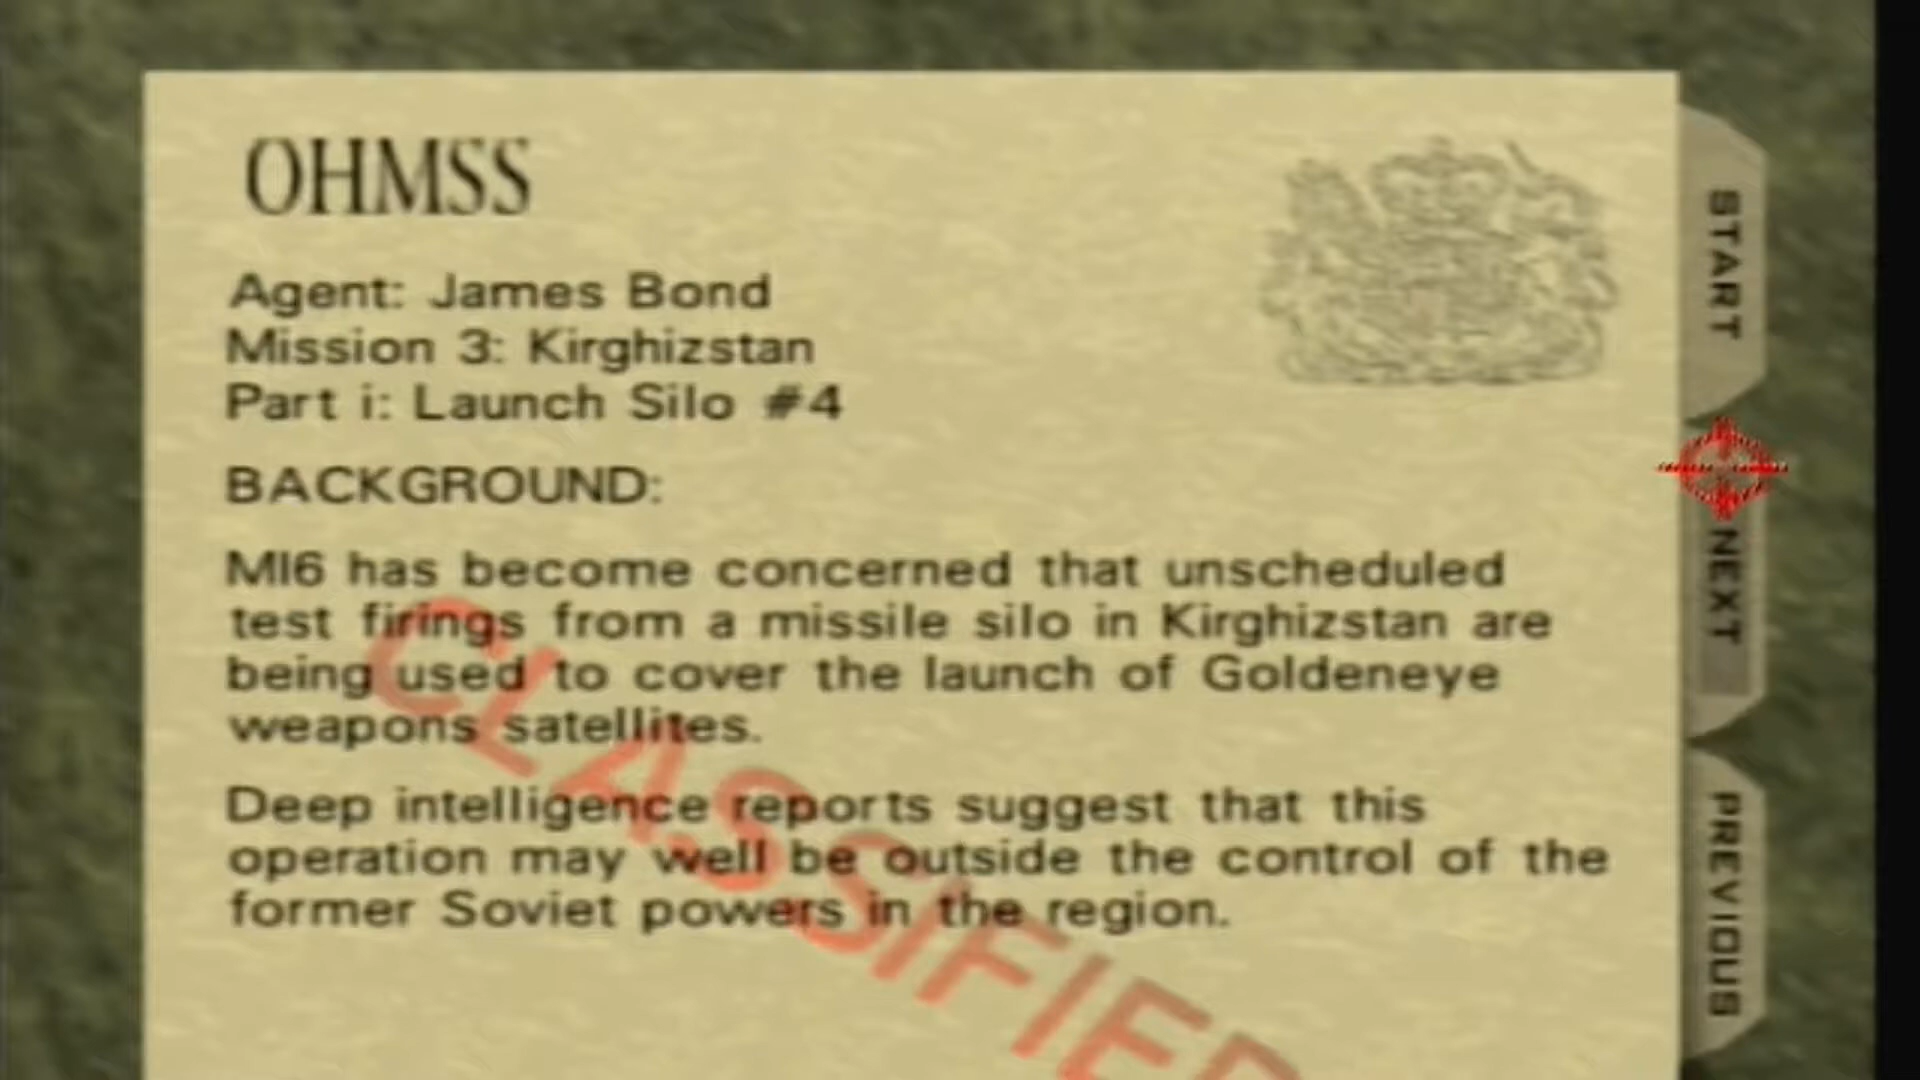 OHMSS
Agent: James Bond
Mission 3: Kirghizstan
Part i: Launch Silo #4
BACKGROUND:
MI6 has become concerned that unscheduled
test firings from a missile silo in Kirghizstan are
being used to cover the launch of Goldeneye
weapons satellites.
Deep intelligence reports suggest that this
operation may well be outside the control of the
former Soviet powers in the region.
CLASSIFIED
START
NEXT
PREVIOUS